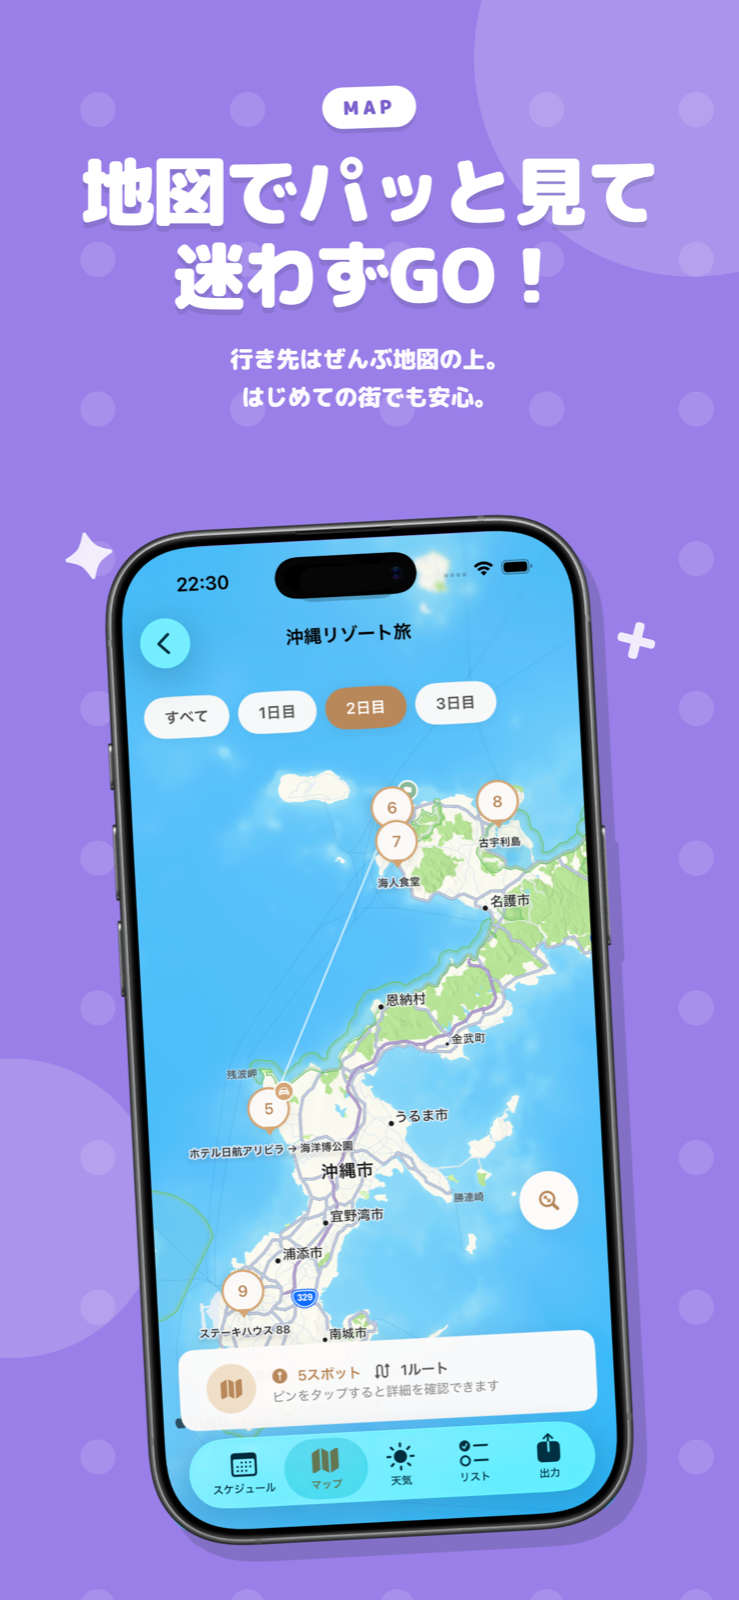 MAP
地図でパッと見て
迷わずGO！
行き先はぜんぶ地図の上。
はじめての街でも安心。
22:30
沖縄リゾート旅
すべて
1日目
2日目
3日目
6
8
7
古宇利島
海人食堂
名護市
恩納村
金武町
残波岬
5
うるま市
ホテル日航アリビラ → 海洋博公園
沖縄市
勝連崎
宜野湾市
浦添市
9
329
ステーキハウス 88
南城市
5スポット 1ルート
ピンをタップすると詳細を確認できます
スケジュール
マップ
天気
リスト
出力